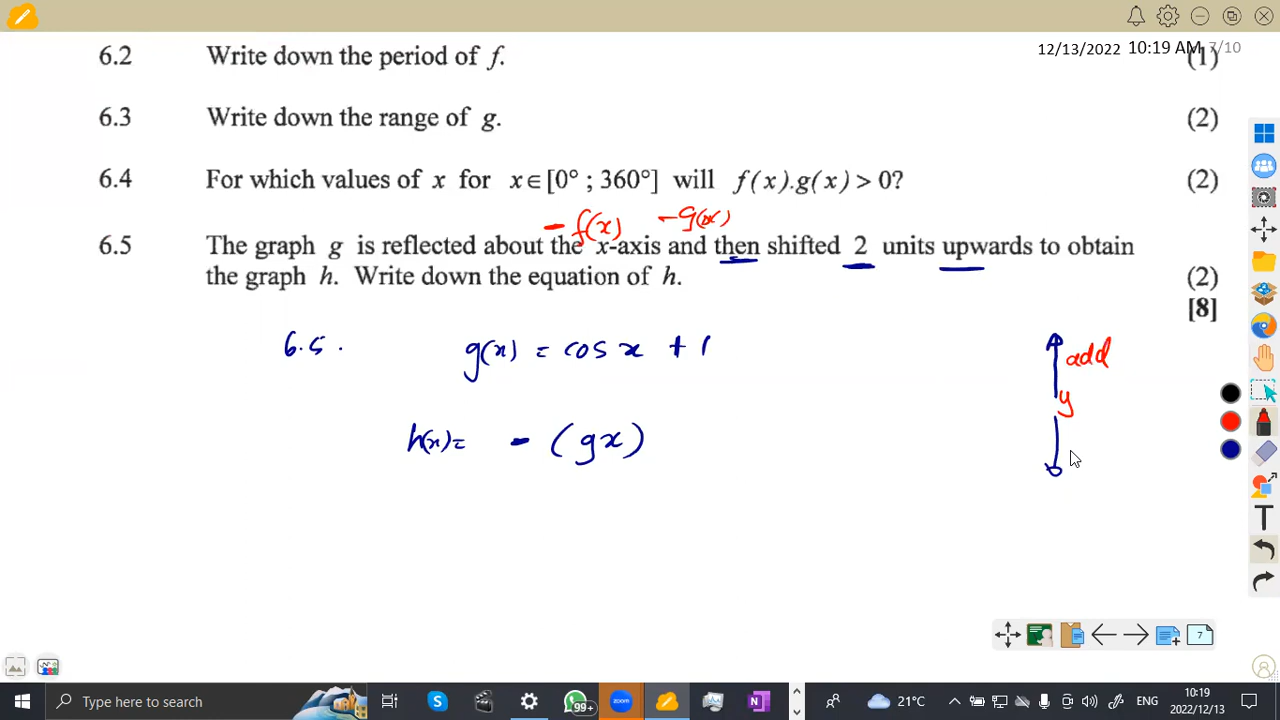 12/13/2022 10:19 AM 7/10
6.2 Write down the period of f. (1)
6.3 Write down the range of g. (2)
6.4 For which values of x for x∈[0° ; 360°] will f(x).g(x) > 0? (2)
- f(x) -g(x)
6.5 The graph g is reflected about the x-axis and then shifted 2 units upwards to obtain
the graph h. Write down the equation of h. (2)
[8]
6.5. g(x) = cos x + 1
add
y
h(x)= - (gx)
T
7
Type here to search
99+
zoom
21°C
ENG
10:19
2022/12/13